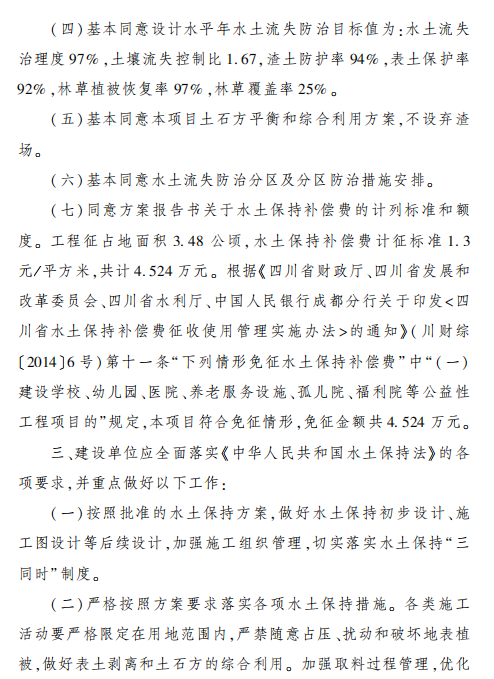 (四)基本同意设计水平年水土流失防治目标值为:水土流失
治理度97%,土壤流失控制比1.67,渣土防护率94%,表土保护率
92%,林草植被恢复率97%,林草覆盖率25%。
(五)基本同意本项目土石方平衡和综合利用方案,不设弃渣
场。
(六)基本同意水土流失防治分区及分区防治措施安排。
(七)同意方案报告书关于水土保持补偿费的计列标准和额
度。工程征占地面积3.48公顷,水土保持补偿费计征标准1.3
元/平方米,共计4.524万元。根据《四川省财政厅、四川省发展和
改革委员会、四川省水利厅、中国人民银行成都分行关于印发<四
川省水土保持补偿费征收使用管理实施办法>的通知》(川财综
〔2014〕6号)第十一条“下列情形免征水土保持补偿费”中“(一)
建设学校、幼儿园、医院、养老服务设施、孤儿院、福利院等公益性
工程项目的”规定,本项目符合免征情形,免征金额共4.524万元。
三、建设单位应全面落实《中华人民共和国水土保持法》的各
项要求,并重点做好以下工作:
(一)按照批准的水土保持方案,做好水土保持初步设计、施
工图设计等后续设计,加强施工组织管理,切实落实水土保持“三
同时”制度。
(二)严格按照方案要求落实各项水土保持措施。各类施工
活动要严格限定在用地范围内,严禁随意占压、扰动和破坏地表植
被,做好表土剥离和土石方的综合利用。加强取料过程管理,优化